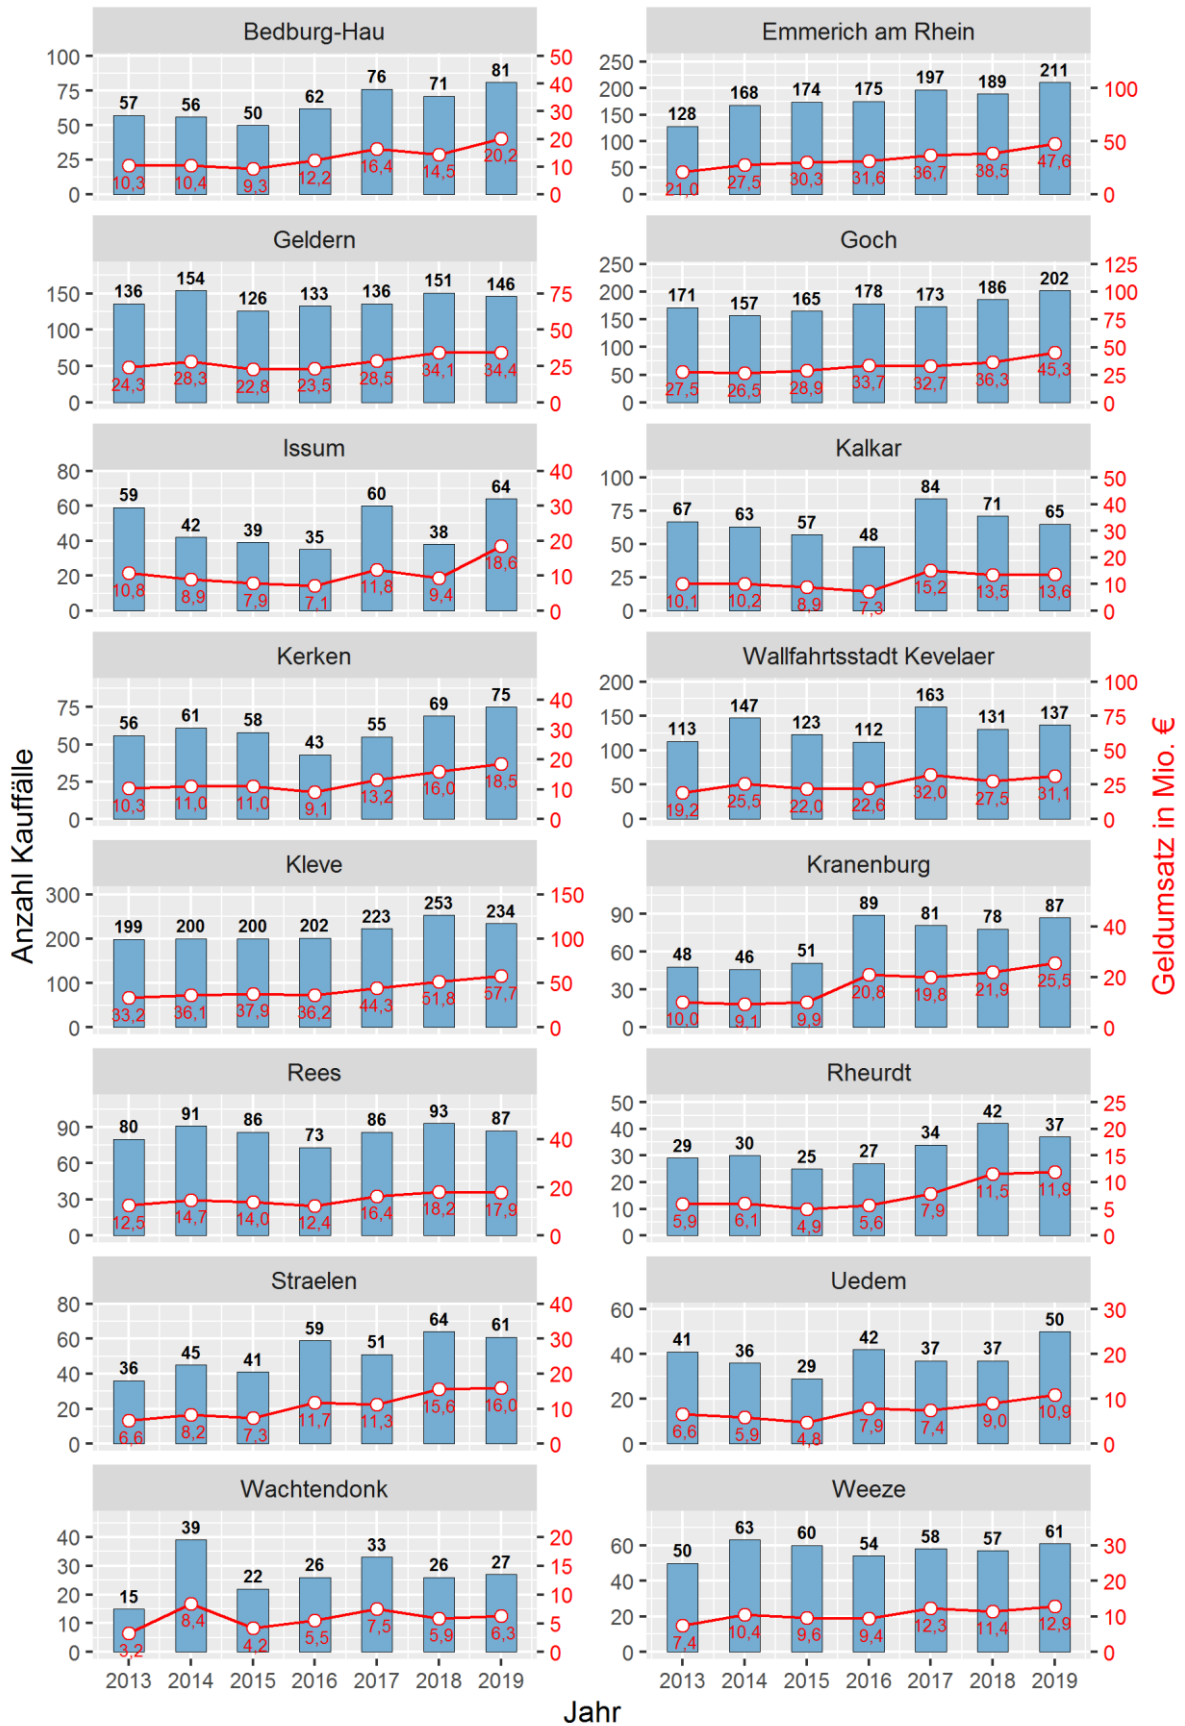 Bedburg-Hau
100 75 50 25 0
57 56 50 62 76 71 81
10,3 10,4 9,3 12,2 16,4 14,5 20,2
50 40 30 20 10 0
Emmerich am Rhein
250 200 150 100 50 0
128 168 174 175 197 189 211
21,0 27,5 30,3 31,6 36,7 38,5 47,6
100 50 0
Geldern
150 100 50 0
136 154 126 133 136 151 146
24,3 28,3 22,8 23,5 28,5 34,1 34,4
75 50 25 0
Goch
250 200 150 100 50 0
171 157 165 178 173 186 202
27,5 26,5 28,9 33,7 32,7 36,3 45,3
125 100 75 50 25 0
Issum
80 60 40 20 0
59 42 39 35 60 38 64
10,8 8,9 7,9 7,1 11,8 9,4 18,6
40 30 20 10 0
Kalkar
100 75 50 25 0
67 63 57 48 84 71 65
10,1 10,2 8,9 7,3 15,2 13,5 13,6
50 40 30 20 10 0
Kerken
75 50 25 0
56 61 58 43 55 69 75
10,3 11,0 11,0 9,1 13,2 16,0 18,5
40 30 20 10 0
Wallfahrtsstadt Kevelaer
200 150 100 50 0
113 147 123 112 163 131 137
19,2 25,5 22,0 22,6 32,0 27,5 31,1
100 75 50 25 0
Kleve
300 200 100 0
199 200 200 202 223 253 234
33,2 36,1 37,9 36,2 44,3 51,8 57,7
150 100 50 0
Kranenburg
90 60 30 0
48 46 51 89 81 78 87
10,0 9,1 9,9 20,8 19,8 21,9 25,5
40 20 0
Rees
90 60 30 0
80 91 86 73 86 93 87
12,5 14,7 14,0 12,4 16,4 18,2 17,9
40 20 0
Rheurdt
50 40 30 20 10 0
29 30 25 27 34 42 37
5,9 6,1 4,9 5,6 7,9 11,5 11,9
25 20 15 10 5 0
Straelen
80 60 40 20 0
36 45 41 59 51 64 61
6,6 8,2 7,3 11,7 11,3 15,6 16,0
40 30 20 10 0
Uedem
60 40 20 0
41 36 29 42 37 37 50
6,6 5,9 4,8 7,9 7,4 9,0 10,9
30 20 10 0
Wachtendonk
40 30 20 10 0
15 39 22 26 33 26 27
3,2 8,4 4,2 5,5 7,5 5,9 6,3
20 15 10 5 0
Weeze
60 40 20 0
50 63 60 54 58 57 61
7,4 10,4 9,6 9,4 12,3 11,4 12,9
30 20 10 0
2013 2014 2015 2016 2017 2018 2019
2013 2014 2015 2016 2017 2018 2019
Jahr
Anzahl Kauffälle
Geldumsatz in Mio. €